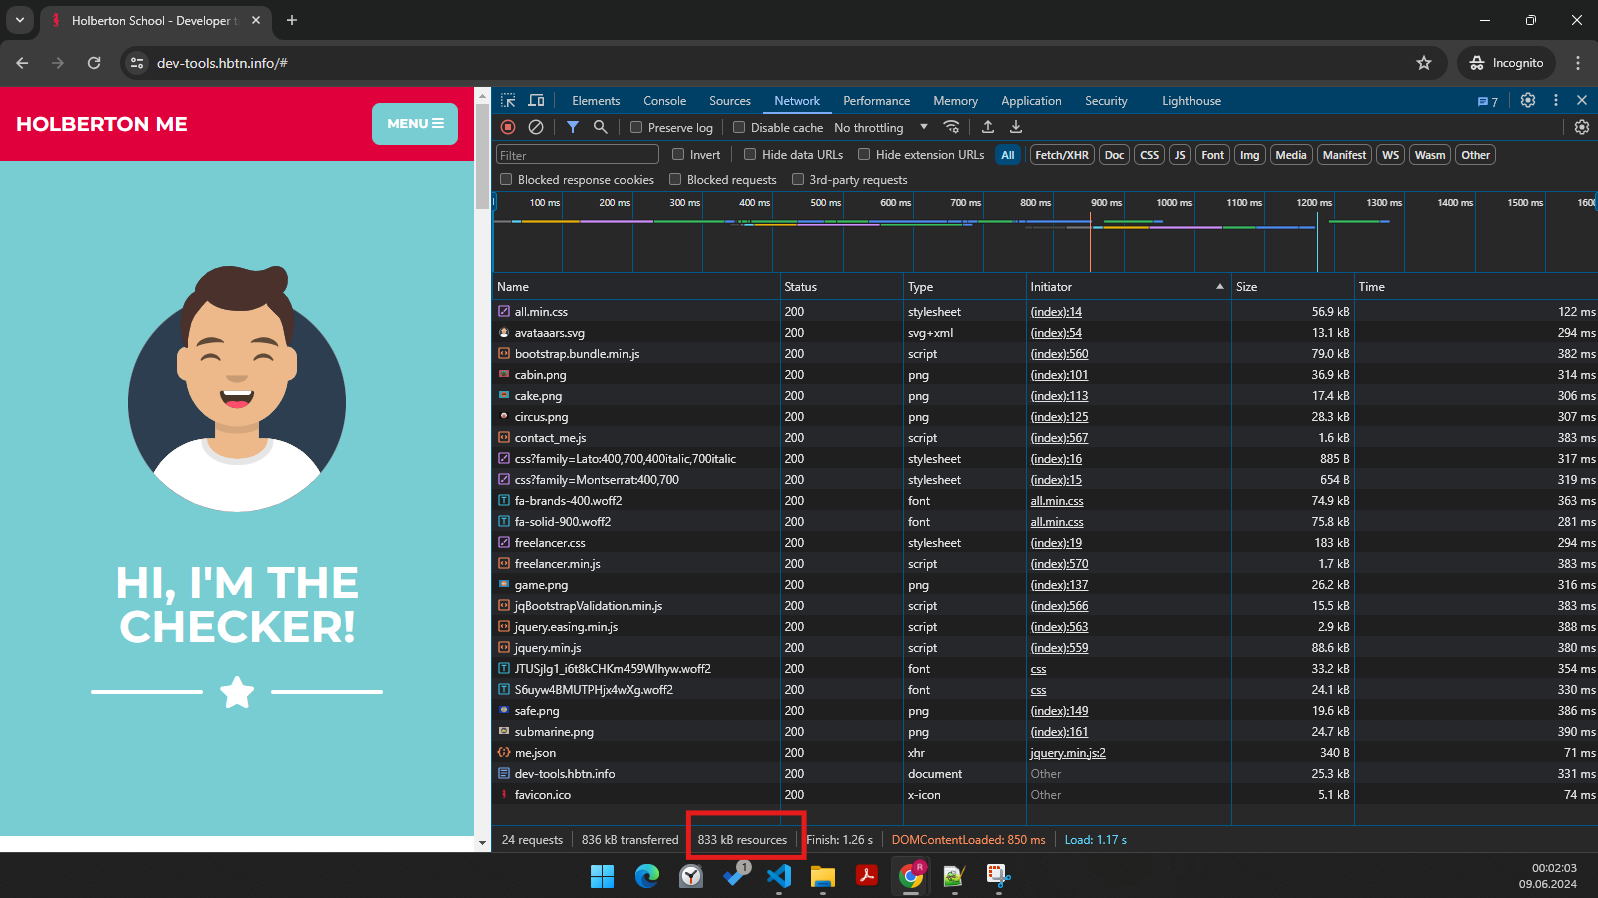 Holberton School - Developer t
dev-tools.hbtn.info/#
Incognito
HOLBERTON ME
MENU
HI, I'M THE
CHECKER!
Elements Console Sources Network Performance Memory Application Security Lighthouse 7
Preserve log Disable cache No throttling
Filter Invert Hide data URLs Hide extension URLs All Fetch/XHR Doc CSS JS Font Img Media Manifest WS Wasm Other
Blocked response cookies Blocked requests 3rd-party requests
100 ms 200 ms 300 ms 400 ms 500 ms 600 ms 700 ms 800 ms 900 ms 1000 ms 1100 ms 1200 ms 1300 ms 1400 ms 1500 ms 160
Name Status Type Initiator Size Time
all.min.css 200 stylesheet (index):14 56.9 kB 122 ms
avataaars.svg 200 svg+xml (index):54 13.1 kB 294 ms
bootstrap.bundle.min.js 200 script (index):560 79.0 kB 382 ms
cabin.png 200 png (index):101 36.9 kB 314 ms
cake.png 200 png (index):113 17.4 kB 306 ms
circus.png 200 png (index):125 28.3 kB 307 ms
contact_me.js 200 script (index):567 1.6 kB 383 ms
css?family=Lato:400,700,400italic,700italic 200 stylesheet (index):16 885 B 317 ms
css?family=Montserrat:400,700 200 stylesheet (index):15 654 B 319 ms
fa-brands-400.woff2 200 font all.min.css 74.9 kB 363 ms
fa-solid-900.woff2 200 font all.min.css 75.8 kB 281 ms
freelancer.css 200 stylesheet (index):19 183 kB 294 ms
freelancer.min.js 200 script (index):570 1.7 kB 383 ms
game.png 200 png (index):137 26.2 kB 316 ms
jqBootstrapValidation.min.js 200 script (index):566 15.5 kB 383 ms
jquery.easing.min.js 200 script (index):563 2.9 kB 388 ms
jquery.min.js 200 script (index):559 88.6 kB 380 ms
JTUSjIg1_i6t8kCHKm459Wlhyw.woff2 200 font css 33.2 kB 354 ms
S6uyw4BMUTPHjx4wXg.woff2 200 font css 24.1 kB 330 ms
safe.png 200 png (index):149 19.6 kB 386 ms
submarine.png 200 png (index):161 24.7 kB 390 ms
me.json 200 xhr jquery.min.js:2 340 B 71 ms
dev-tools.hbtn.info 200 document Other 25.3 kB 331 ms
favicon.ico 200 x-icon Other 5.1 kB 74 ms
24 requests 836 kB transferred 833 kB resources Finish: 1.26 s DOMContentLoaded: 850 ms Load: 1.17 s
1
R
00:02:03
09.06.2024